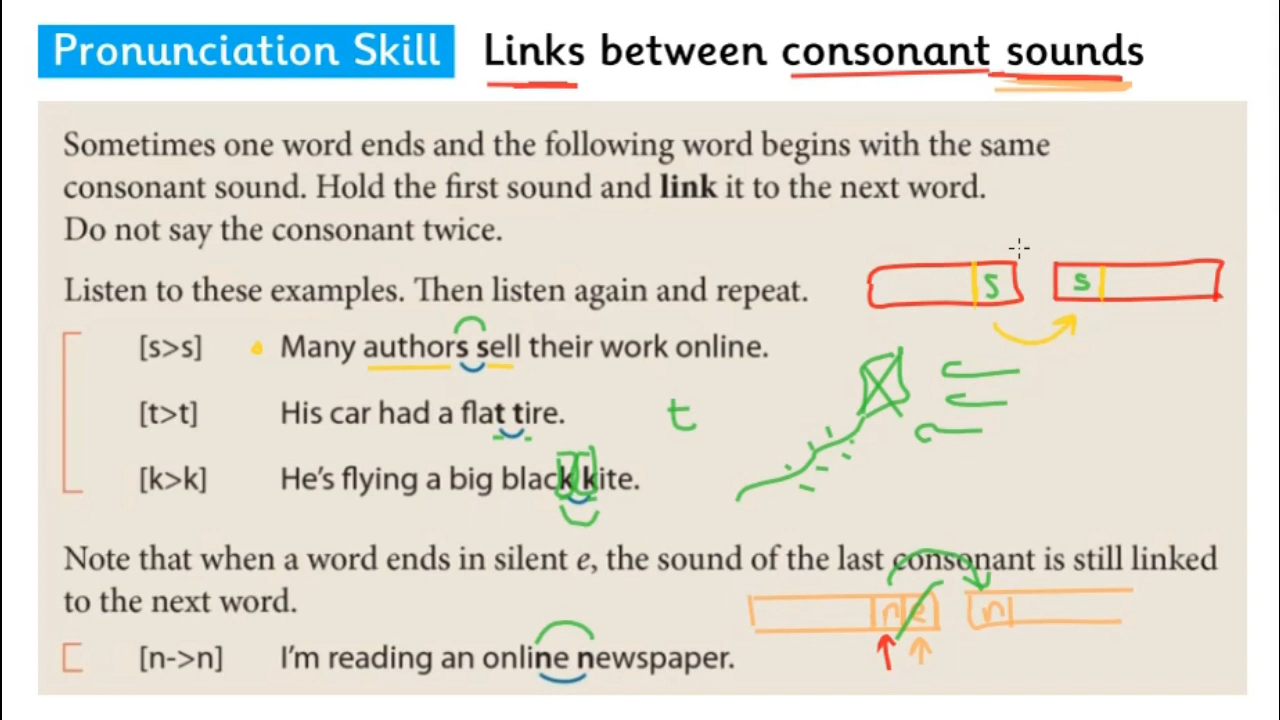 Pronunciation Skill Links between consonant sounds
Sometimes one word ends and the following word begins with the same
consonant sound. Hold the first sound and link it to the next word.
Do not say the consonant twice.
Listen to these examples. Then listen again and repeat.
s s
[s>s] Many authors sell their work online.
[t>t] His car had a flat tire. t
[k>k] He's flying a big black kite.
Note that when a word ends in silent e, the sound of the last consonant is still linked
to the next word.
n e n
[n->n] I'm reading an online newspaper.